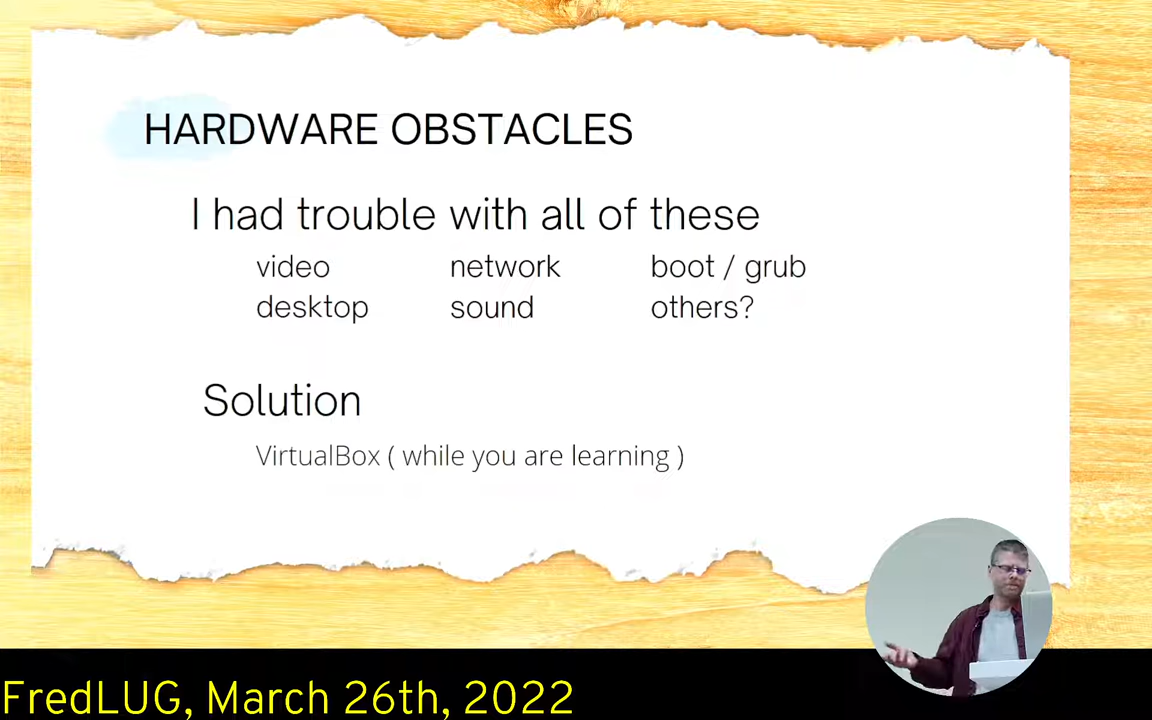 HARDWARE OBSTACLES
I had trouble with all of these
video network boot / grub
desktop sound others?
Solution
VirtualBox ( while you are learning )
FredLUG, March 26th, 2022